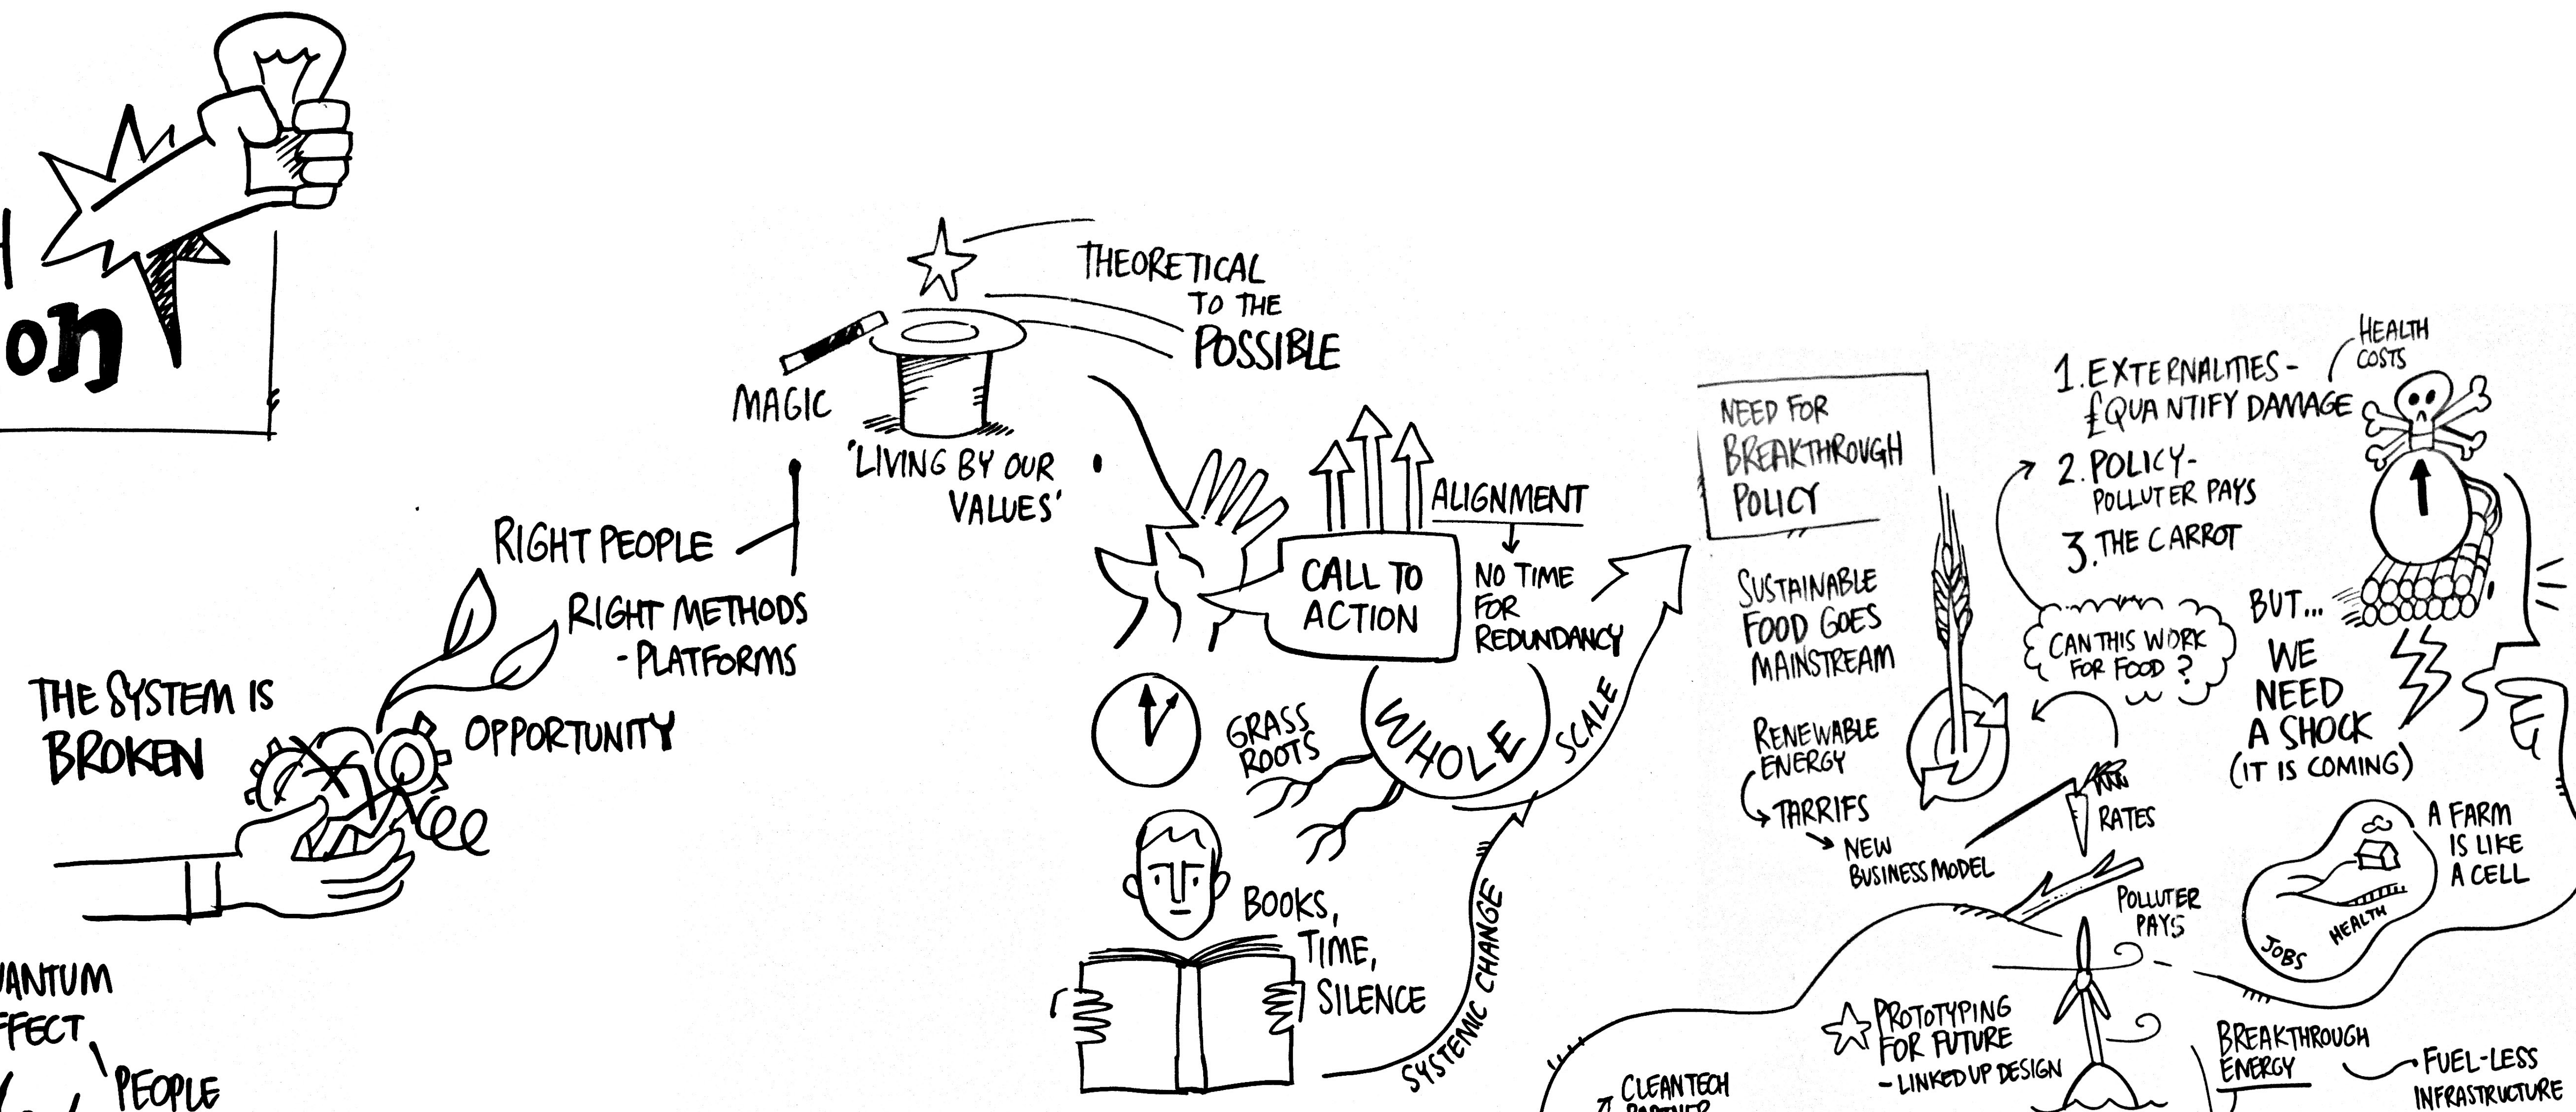 on
THE SYSTEM IS
BROKEN
OPPORTUNITY
RIGHT PEOPLE
RIGHT METHODS
- PLATFORMS
MAGIC
'LIVING BY OUR
VALUES'
THEORETICAL
TO THE
POSSIBLE
CALL TO
ACTION
ALIGNMENT
NO TIME
FOR
REDUNDANCY
GRASS
ROOTS
WHOLE
SCALE
BOOKS,
TIME,
SILENCE
SYSTEMIC CHANGE
PEOPLE
NEED FOR
BREAKTHROUGH
POLICY
SUSTAINABLE
FOOD GOES
MAINSTREAM
RENEWABLE
ENERGY
TARRIFS
NEW
BUSINESS MODEL
1. EXTERNALITIES -
£QUANTIFY DAMAGE
HEALTH
COSTS
2. POLICY -
POLLUTER PAYS
3. THE CARROT
CAN THIS WORK
FOR FOOD?
RATES
POLLUTER
PAYS
BUT...
WE
NEED
A SHOCK
(IT IS COMING)
A FARM
IS LIKE
A CELL
HEALTH
JOBS
PROTOTYPING
FOR FUTURE
- LINKED UP DESIGN
CLEANTECH
BREAKTHROUGH
ENERGY
FUEL-LESS
INFRASTRUCTURE